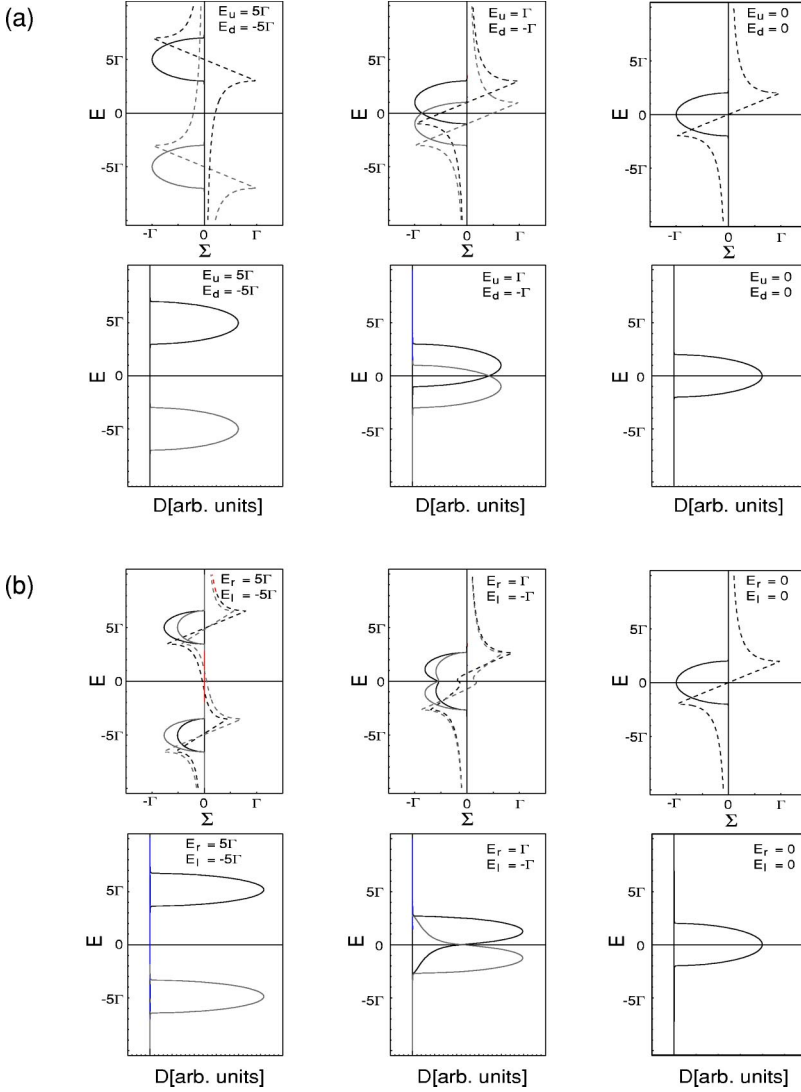 (a)
E_u = 5Γ
E_d = -5Γ
E
5Γ
0
-5Γ
-Γ 0 Γ
Σ
E_u = Γ
E_d = -Γ
E
5Γ
0
-5Γ
-Γ 0 Γ
Σ
E_u = 0
E_d = 0
E
5Γ
0
-5Γ
-Γ 0 Γ
Σ
E_u = 5Γ
E_d = -5Γ
E
5Γ
0
-5Γ
D[arb. units]
E_u = Γ
E_d = -Γ
E
5Γ
0
-5Γ
D[arb. units]
E_u = 0
E_d = 0
E
5Γ
0
-5Γ
D[arb. units]
(b)
E_r = 5Γ
E_l = -5Γ
E
5Γ
0
-5Γ
-Γ 0 Γ
Σ
E_r = Γ
E_l = -Γ
E
5Γ
0
-5Γ
-Γ 0 Γ
Σ
E_r = 0
E_l = 0
E
5Γ
0
-5Γ
-Γ 0 Γ
Σ
E_r = 5Γ
E_l = -5Γ
E
5Γ
0
-5Γ
D[arb. units]
E_r = Γ
E_l = -Γ
E
5Γ
0
-5Γ
D[arb. units]
E_r = 0
E_l = 0
E
5Γ
0
-5Γ
D[arb. units]